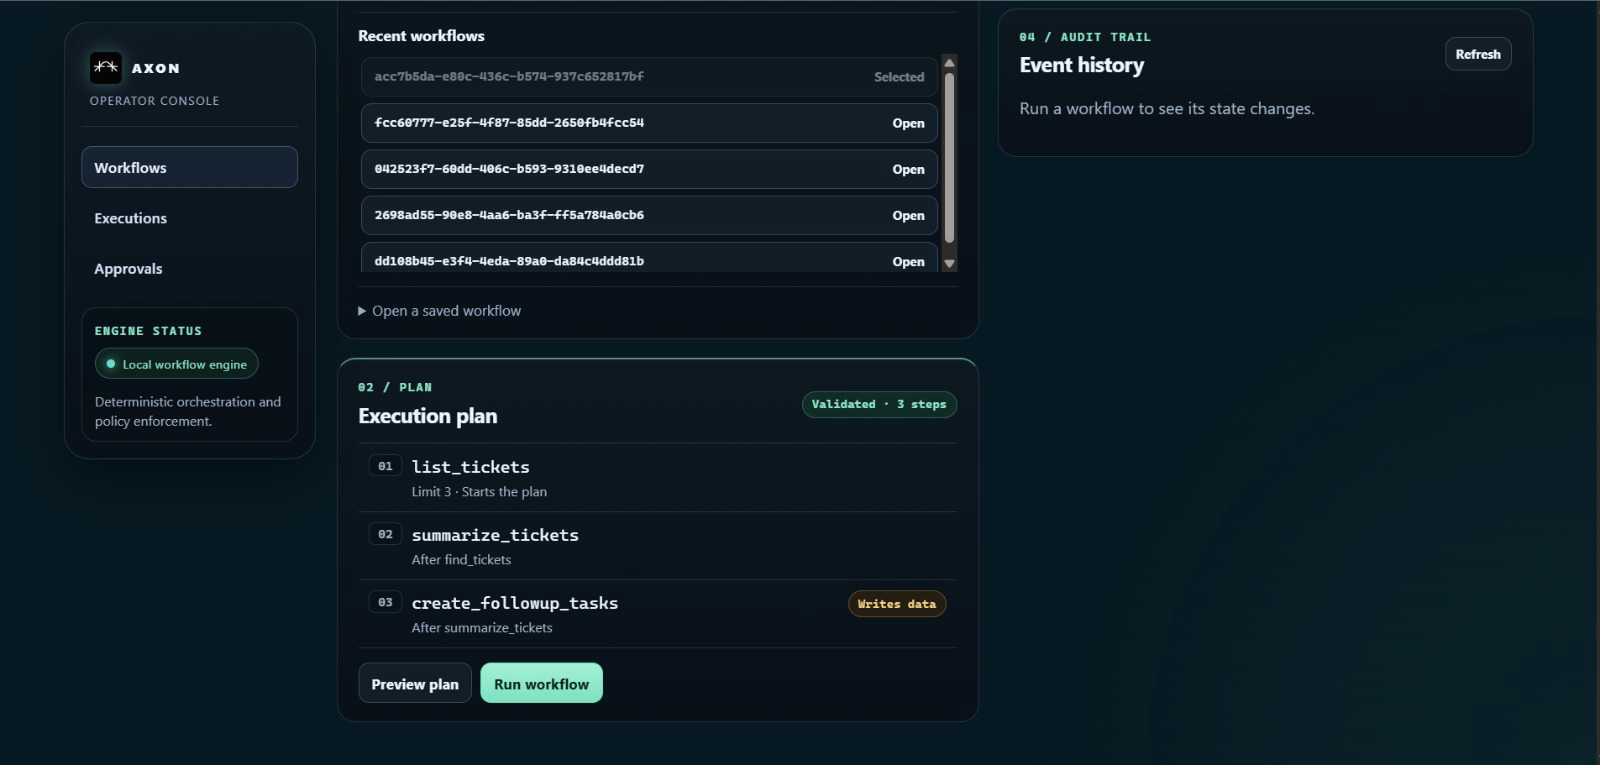 AXON
OPERATOR CONSOLE
Workflows
Executions
Approvals
ENGINE STATUS
Local workflow engine
Deterministic orchestration and
policy enforcement.
Recent workflows
acc7b5da-e80c-436c-b574-937c652817bf Selected
fcc60777-e25f-4f87-85dd-2650fb4fcc54 Open
042523f7-60dd-406c-b593-9310ee4decd7 Open
2698ad55-90e8-4aa6-ba3f-ff5a784a0cb6 Open
dd108b45-e3f4-4eda-89a0-da84c4ddd81b Open
Open a saved workflow
02 / PLAN
Execution plan
Validated · 3 steps
01 list_tickets
Limit 3 · Starts the plan
02 summarize_tickets
After find_tickets
03 create_followup_tasks Writes data
After summarize_tickets
Preview plan Run workflow
04 / AUDIT TRAIL
Event history
Refresh
Run a workflow to see its state changes.